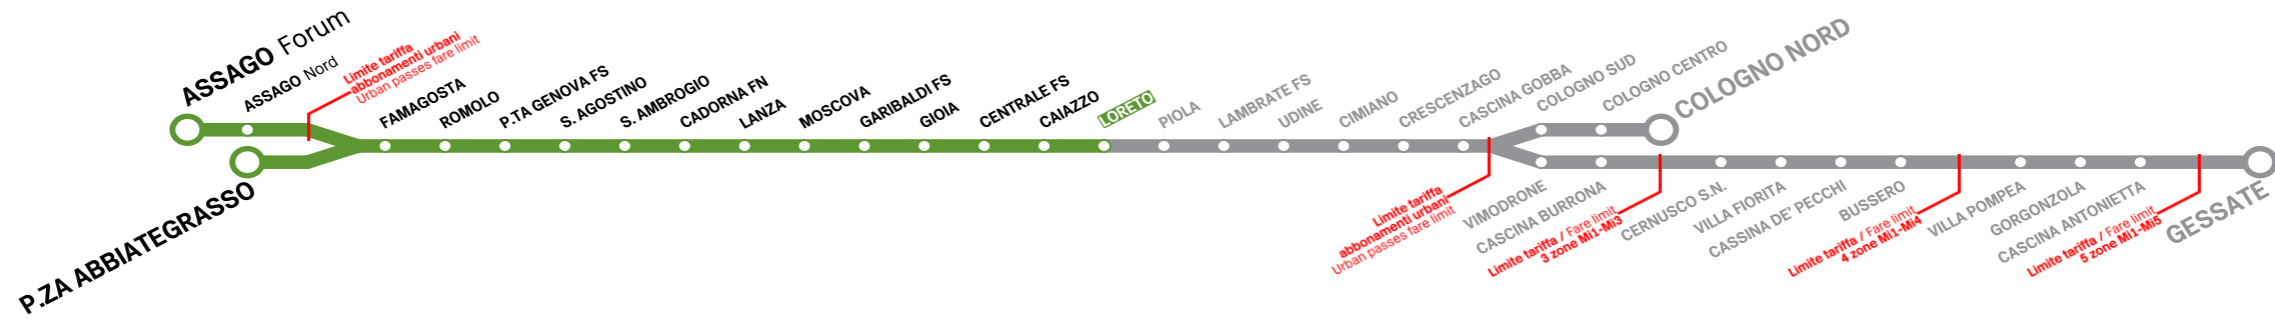 ASSAGO Forum
ASSAGO Nord
Limite tariffa
abbonamenti urbani
Urban passes fare limit
P.ZA ABBIATEGRASSO
FAMAGOSTA
ROMOLO
P.TA GENOVA FS
S. AGOSTINO
S. AMBROGIO
CADORNA FN
LANZA
MOSCOVA
GARIBALDI FS
GIOIA
CENTRALE FS
CAIAZZO
LORETO
PIOLA
LAMBRATE FS
UDINE
CIMIANO
CRESCENZAGO
CASCINA GOBBA
Limite tariffa
abbonamenti urbani
Urban passes fare limit
COLOGNO SUD
COLOGNO CENTRO
COLOGNO NORD
VIMODRONE
CASCINA BURRONA
Limite tariffa / Fare limit
3 zone Mi1-Mi3
CERNUSCO S.N.
VILLA FIORITA
CASSINA DE' PECCHI
BUSSERO
Limite tariffa / Fare limit
4 zone Mi1-Mi4
VILLA POMPEA
GORGONZOLA
CASCINA ANTONIETTA
Limite tariffa / Fare limit
5 zone Mi1-Mi5
GESSATE